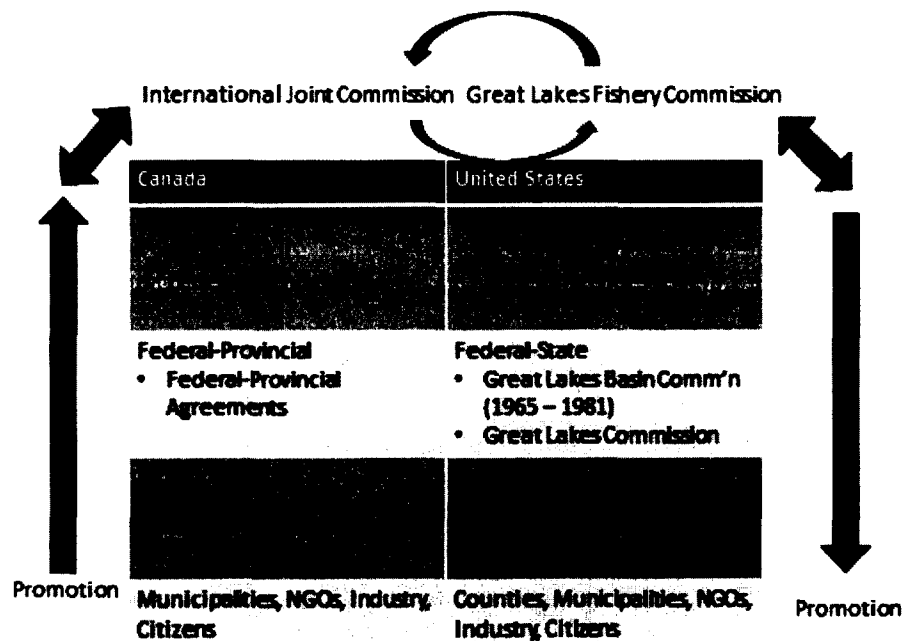 International Joint Commission Great Lakes Fishery Commission
Canada
United States
Federal-Provincial
• Federal-Provincial
Agreements
Federal-State
• Great Lakes Basin Comm'n
(1965 – 1981)
• Great Lakes Commission
Municipalities, NGOs, Industry,
Citizens
Counties, Municipalities, NGOs,
Industry, Citizens
Promotion
Promotion